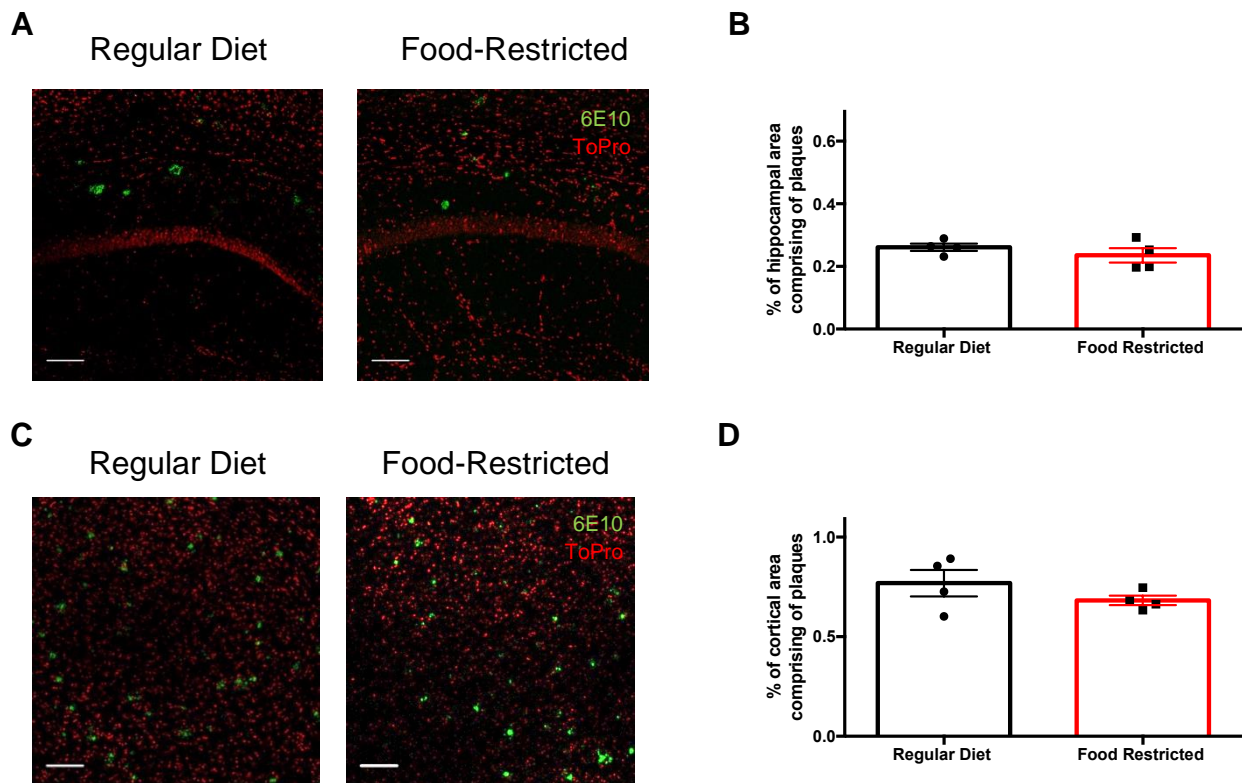 A
Regular Diet
Food-Restricted
6E10
ToPro
B
% of hippocampal area
comprising of plaques
0.6
0.4
0.2
0.0
Regular Diet
Food Restricted
C
Regular Diet
Food-Restricted
6E10
ToPro
D
% of cortical area
comprising of plaques
1.0
0.5
0.0
Regular Diet
Food Restricted